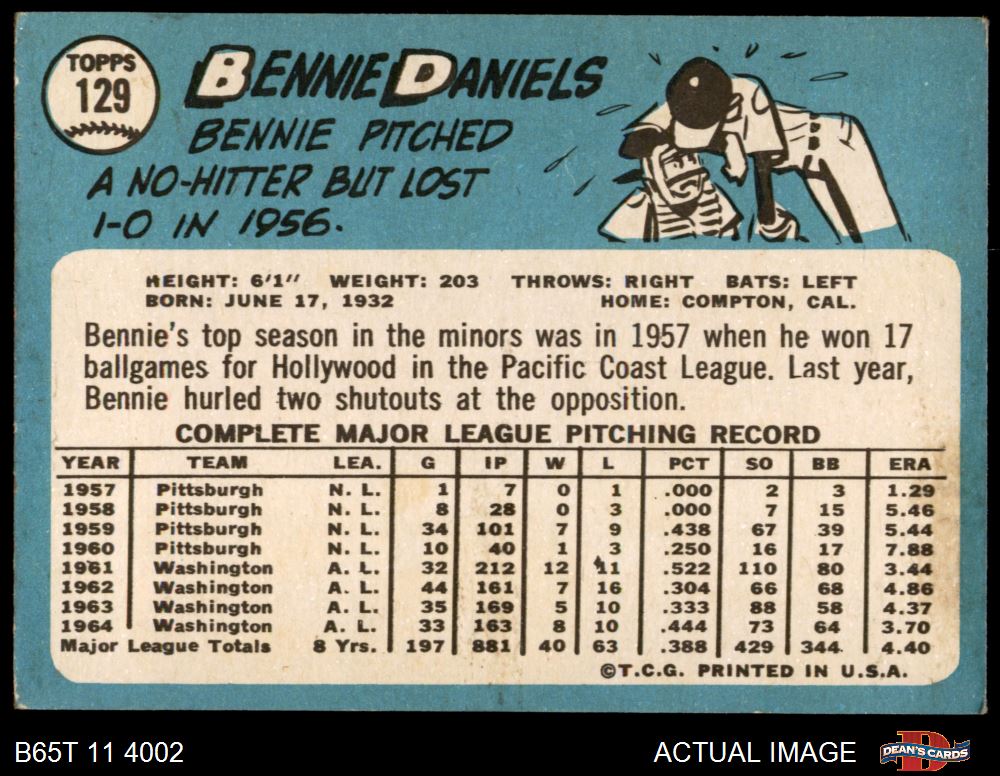 TOPPS
129
BENNIE DANIELS
BENNIE PITCHED
A NO-HITTER BUT LOST
1-0 IN 1956.
HEIGHT: 6'1" WEIGHT: 203 THROWS: RIGHT BATS: LEFT
BORN: JUNE 17, 1932 HOME: COMPTON, CAL.
Bennie's top season in the minors was in 1957 when he won 17
ballgames for Hollywood in the Pacific Coast League. Last year,
Bennie hurled two shutouts at the opposition.
COMPLETE MAJOR LEAGUE PITCHING RECORD
YEAR TEAM LEA. G IP W L PCT SO BB ERA
1957 Pittsburgh N. L. 1 7 0 1 .000 2 3 1.29
1958 Pittsburgh N. L. 8 28 0 3 .000 7 15 5.46
1959 Pittsburgh N. L. 34 101 7 9 .438 67 39 5.44
1960 Pittsburgh N. L. 10 40 1 3 .250 16 17 7.88
1961 Washington A. L. 32 212 12 11 .522 110 80 3.44
1962 Washington A. L. 44 161 7 16 .304 66 68 4.86
1963 Washington A. L. 35 169 5 10 .333 88 58 4.37
1964 Washington A. L. 33 163 8 10 .444 73 64 3.70
Major League Totals 8 Yrs. 197 881 40 63 .388 429 344 4.40
©T.C.G. PRINTED IN U.S.A.
B65T 11 4002 ACTUAL IMAGE DEAN'S CARDS